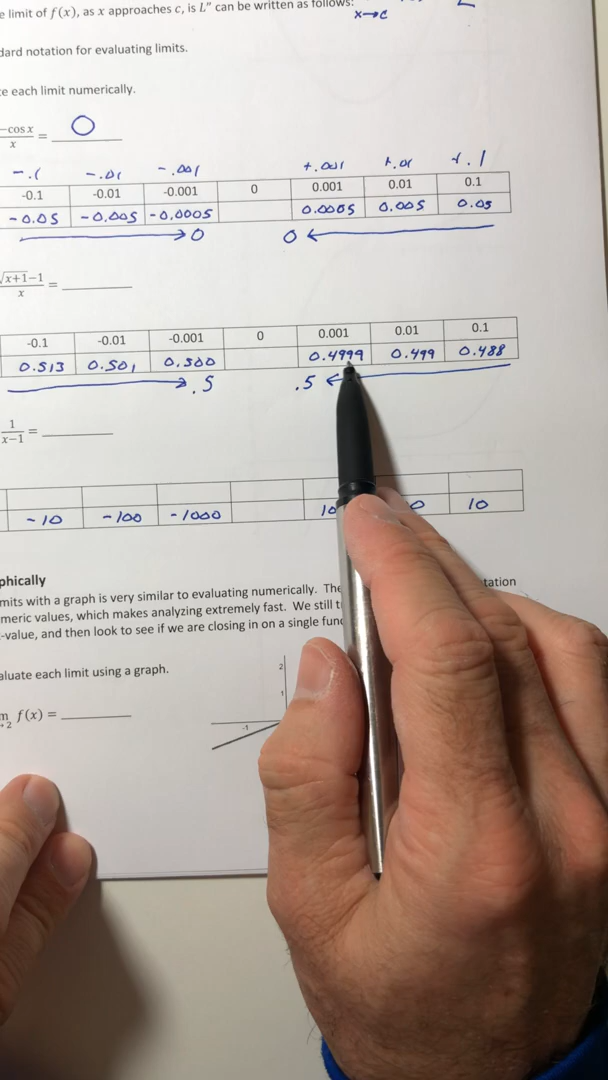 e limit of f(x), as x approaches c, is L" can be written as follows:
x→c
dard notation for evaluating limits.
te each limit numerically.
-cos x / x = 0
-.1 -.01 -.001 +.001 +.01 +.1
-0.1 -0.01 -0.001 0 0.001 0.01 0.1
-0.05 -0.005 -0.0005 0.0005 0.005 0.05
→0 0←
√x+1-1 / x =
-0.1 -0.01 -0.001 0 0.001 0.01 0.1
0.513 0.501 0.500 0.4999 0.499 0.488
→.5 .5←
1 / x-1 =
-10 -100 -1000 10 0 10
phically
mits with a graph is very similar to evaluating numerically. The tation
meric values, which makes analyzing extremely fast. We still t
-value, and then look to see if we are closing in on a single func
aluate each limit using a graph.
2
1
m →2 f(x) =
-1